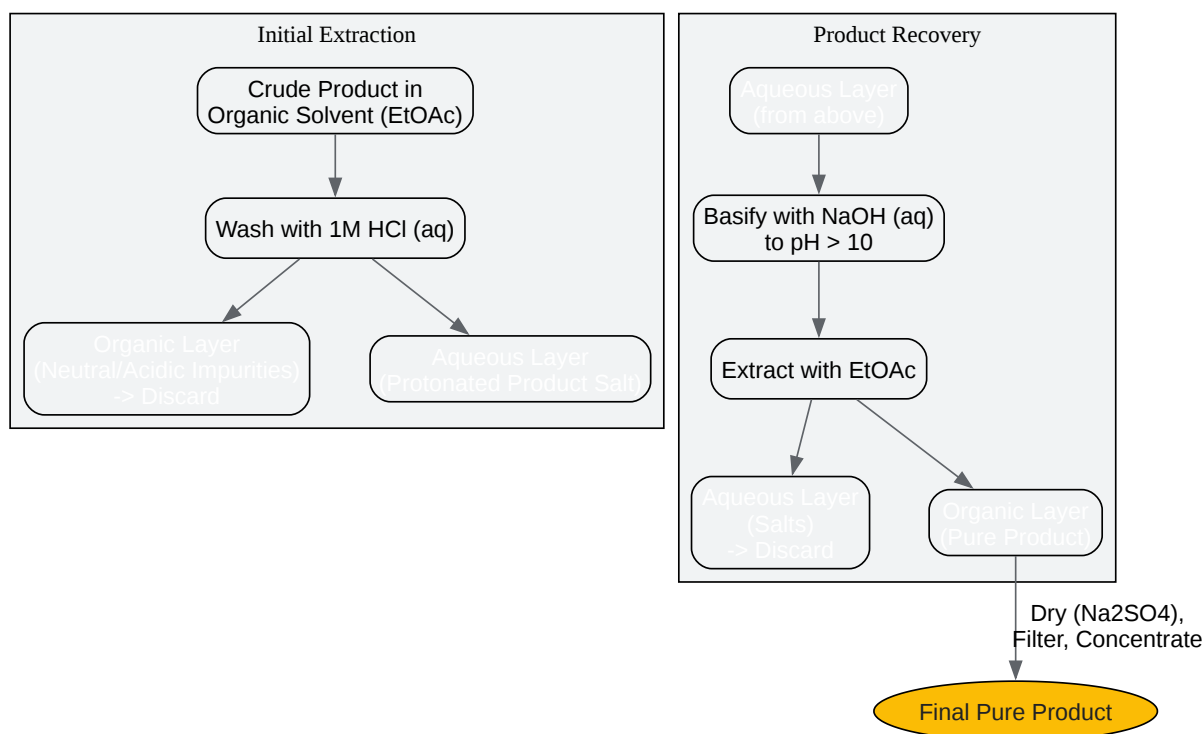 Initial Extraction
Crude Product in
Organic Solvent (EtOAc)
Wash with 1M HCl (aq)
Organic Layer
(Neutral/Acidic Impurities)
-> Discard
Aqueous Layer
(Protonated Product Salt)
Product Recovery
Aqueous Layer
(from above)
Basify with NaOH (aq)
to pH > 10
Extract with EtOAc
Aqueous Layer
(Salts)
-> Discard
Organic Layer
(Pure Product)
Dry (Na2SO4),
Filter, Concentrate
Final Pure Product